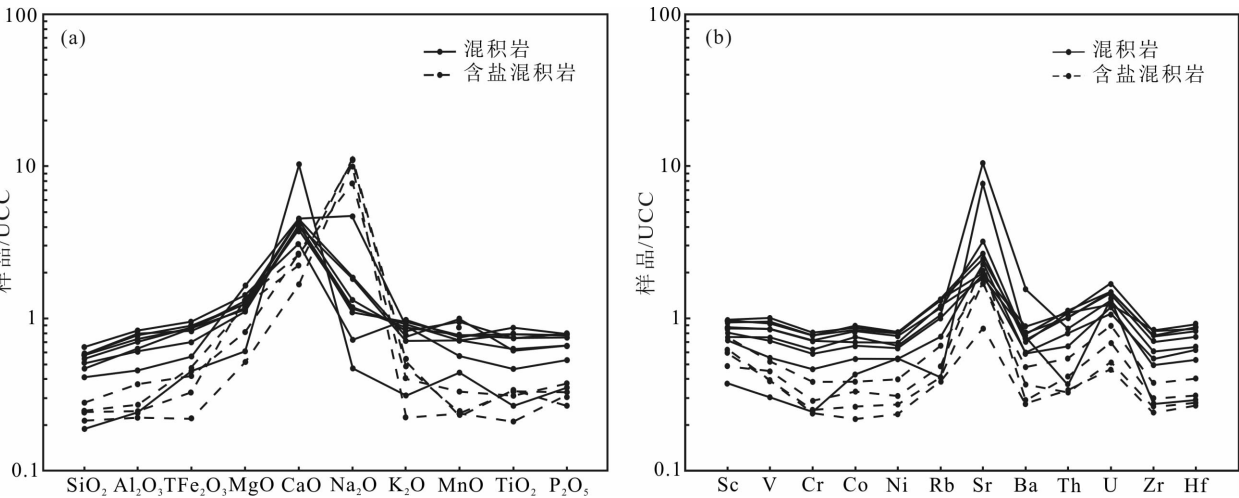 100
10
1
0.1
样品/UCC
(a)
混积岩
含盐混积岩
SiO₂ Al₂O₃ TFe₂O₃ MgO CaO Na₂O K₂O MnO TiO₂ P₂O₅
100
10
1
0.1
样品/UCC
(b)
混积岩
含盐混积岩
Sc V Cr Co Ni Rb Sr Ba Th U Zr Hf